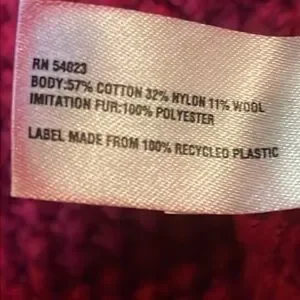 RN 54023
BODY:57% COTTON 32% NYLON 11% WOOL
IMITATION FUR:100% POLYESTER
LABEL MADE FROM 100% RECYCLED PLASTIC